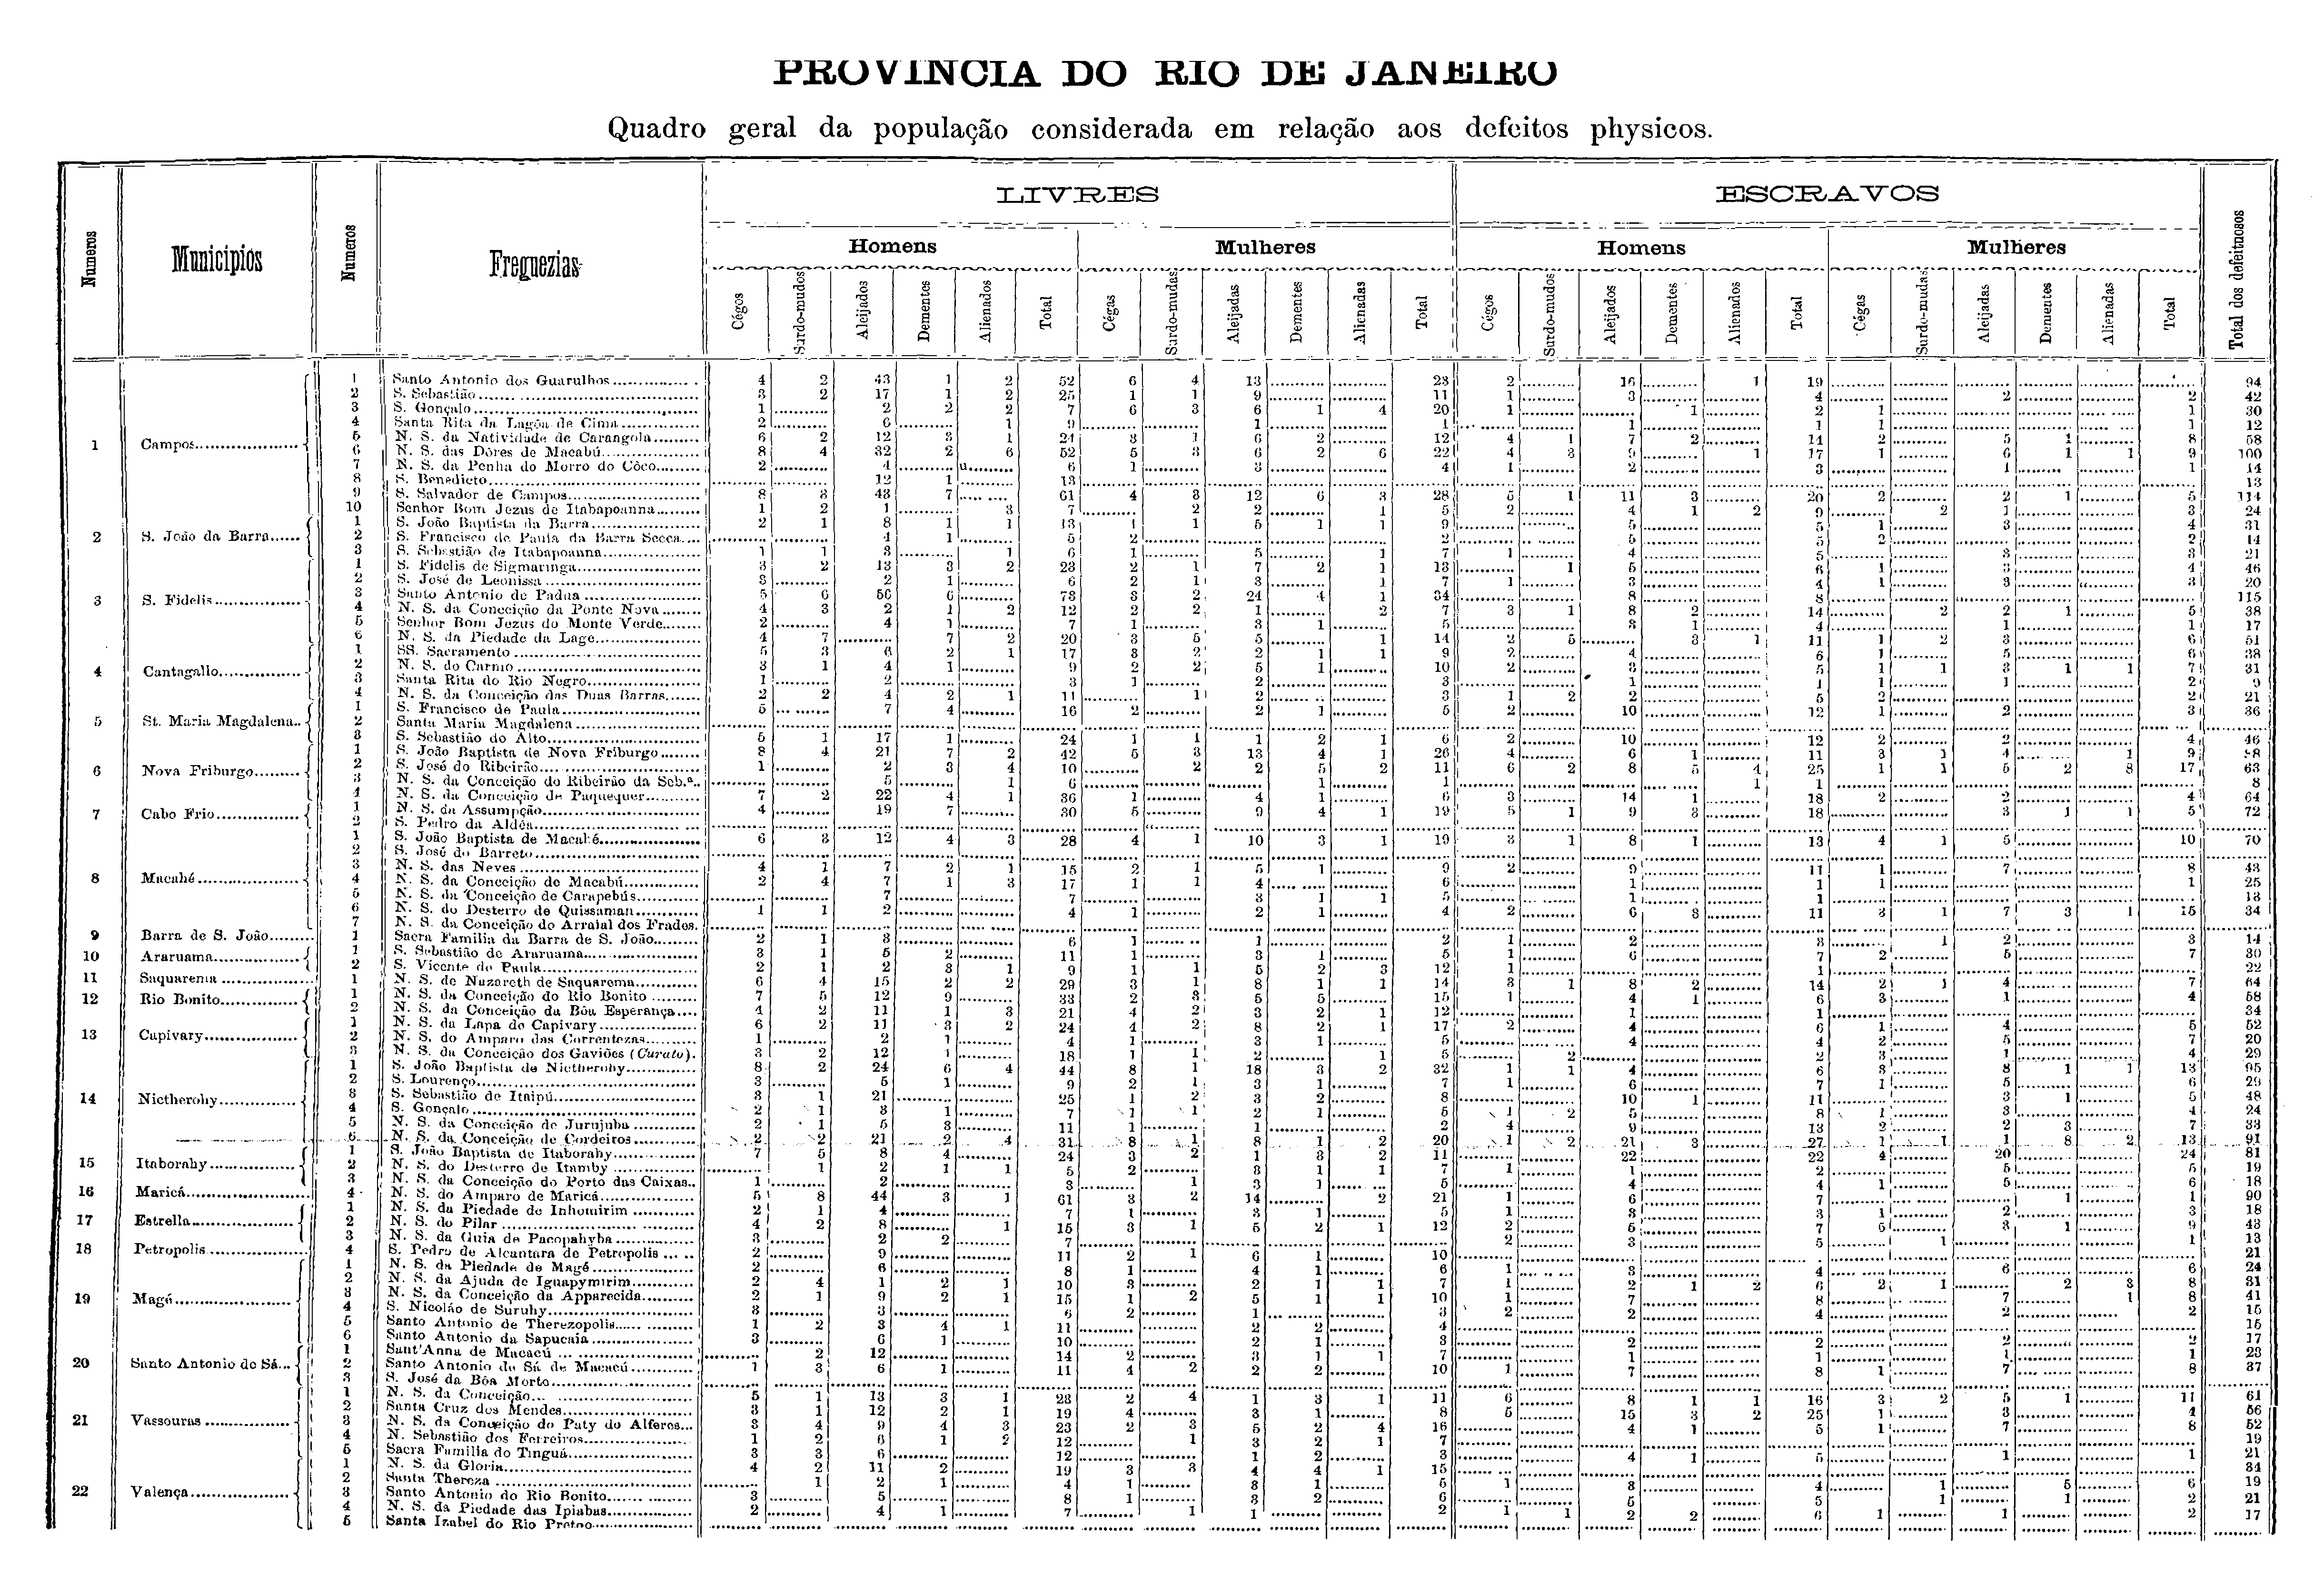 PROVINCIA DO RIO DE JANEIRO
Quadro geral da população considerada em relação aos defeitos physicos.
Numeros Municipios Numeros Freguezias LIVRES ESCRAVOS Total dos defeituosos
Homens Mulheres Homens Mulheres
Cégos Surdo-mudos Aleijados Dementes Alienados Total Cégas Surdo-mudas Aleijadas Dementes Alienadas Total Cégos Surdo-mudos Aleijados Dementes Alienados Total Cégas Surdo-mudas Aleijadas Dementes Alienadas Total
1 Campos
1 Santo Antonio dos Guarulhos 4 2 43 1 2 52 6 4 13 23 2 16 1 19 94
2 S. Sebastião 3 2 17 1 2 25 1 1 9 11 1 3 4 2 2 42
3 S. Gonçalo 1 2 2 2 7 6 3 6 1 4 20 1 1 2 1 1 30
4 Santa Rita da Lagôa de Cima 2 6 1 9 1 1 1 1 1 1 12
5 N. S. da Natividade de Carangola 6 2 12 3 1 24 3 1 6 2 12 4 1 7 2 14 2 5 1 8 58
6 N. S. das Dôres de Macabú 8 4 32 2 6 52 5 3 6 2 6 22 4 3 9 1 17 1 6 1 1 9 100
7 N. S. da Penha do Morro do Côco 2 4 6 1 3 4 1 2 3 1 1 14
8 S. Benedicto 12 1 13 13
9 S. Salvador de Campos 8 3 43 7 61 4 3 12 6 3 28 5 1 11 3 20 2 2 1 5 114
10 Senhor Bom Jezus de Itabapoanna 1 2 1 3 7 2 2 1 5 2 4 1 2 9 2 1 3 24
2 S. João da Barra
1 S. João Baptista da Barra 2 1 8 1 1 13 1 1 5 1 1 9 5 5 1 3 4 31
2 S. Francisco de Paula da Barra Secca 4 1 5 2 2 5 5 2 2 14
3 S. Sebastião de Itabapoanna 1 1 3 1 6 1 5 1 7 1 4 5 3 3 21
3 S. Fidelis
1 S. Fidelis de Sigmaringa 3 2 13 3 2 23 2 1 7 2 1 13 1 5 6 1 3 4 46
2 S. José de Leonissa 3 2 1 6 2 1 3 1 7 1 3 4 1 3 3 20
3 Santo Antonio de Padua 5 6 56 6 73 3 2 24 4 1 34 8 8 115
4 N. S. da Conceição da Ponte Nova 4 3 2 1 2 12 2 2 1 2 7 3 1 8 2 14 2 2 1 5 38
5 Senhor Bom Jezus do Monte Verde 2 4 1 7 1 3 1 5 3 1 4 1 1 17
6 N. S. da Piedade da Lage 4 7 7 2 20 3 5 5 1 14 2 5 3 1 11 1 2 3 6 51
4 Cantagallo
1 SS. Sacramento 5 3 6 2 1 17 3 2 2 1 1 9 2 4 6 1 5 6 38
2 N. S. do Carmo 3 1 4 1 9 2 2 5 1 10 2 3 5 1 1 3 1 1 7 31
3 Santa Rita do Rio Negro 1 2 3 1 2 3 1 1 1 1 2 9
4 N. S. da Conceição das Duas Barras 2 2 4 2 1 11 1 2 3 1 2 2 5 2 2 21
5 St. Maria Magdalena
1 S. Francisco de Paula 5 7 4 16 2 2 1 5 2 10 12 1 2 3 36
2 Santa Maria Magdalena
3 S. Sebastião do Alto 5 1 17 1 24 1 1 1 2 1 6 2 10 12 2 2 4 46
6 Nova Friburgo
1 S. João Baptista de Nova Friburgo 8 4 21 7 2 42 5 3 13 4 1 26 4 6 1 11 3 1 4 1 9 88
2 S. José do Ribeirão 1 2 3 4 10 2 2 5 2 11 6 2 8 5 4 25 1 1 5 2 8 17 63
3 N. S. da Conceição do Ribeirão da Seb.ª 5 1 6 1 1 1 1 8
4 N. S. da Conceição de Paquequer 7 2 22 4 1 36 1 4 1 6 3 14 1 18 2 2 4 64
7 Cabo Frio
1 N. S. da Assumpção 4 19 7 30 5 9 4 1 19 5 1 9 3 18 3 1 1 5 72
2 S. Pedro da Aldêa
8 Macahé
1 S. João Baptista de Macahé 6 3 12 4 3 28 4 1 10 3 1 19 3 1 8 1 13 4 1 5 10 70
2 S. José do Barreto
3 N. S. das Neves 4 1 7 2 1 15 2 1 5 1 9 2 9 11 1 7 8 43
4 N. S. da Conceição de Macabú 2 4 7 1 3 17 1 1 4 6 1 1 1 1 25
5 N. S. da Conceição de Carapebús 7 7 3 1 1 5 1 1 13
6 N. S. do Desterro de Quissaman 1 1 2 4 1 2 1 4 2 6 3 11 3 1 7 3 1 15 34
7 N. S. da Conceição do Arraial dos Frades.
9 Barra de S. João
1 Sacra Familia da Barra de S. João 2 1 3 6 1 1 2 1 2 3 1 2 3 14
10 Araruama
1 S. Sebastião de Araruama 3 1 5 2 11 1 3 1 5 1 6 7 2 5 7 30
2 S. Vicente de Paula 2 1 2 3 1 9 1 1 5 2 3 12 1 1 22
11 Saquarema
1 N. S. de Nazareth de Saquarema 6 4 15 2 2 29 3 1 8 1 1 14 3 1 8 2 14 2 1 4 7 64
12 Rio Bonito
1 N. S. da Conceição do Rio Bonito 7 5 12 9 33 2 3 5 5 15 1 4 1 6 3 1 4 58
2 N. S. da Conceição da Bôa Esperança 4 2 11 1 3 21 4 2 3 2 1 12 1 1 34
13 Capivary
1 N. S. da Lapa do Capivary 6 2 11 3 2 24 4 2 8 2 1 17 2 4 6 1 4 5 52
2 N. S. do Amparo das Correntezas 1 2 1 4 1 3 1 5 4 4 2 5 7 20
3 N. S. da Conceição dos Gaviões (Curato). 3 2 12 1 18 1 1 2 1 5 2 2 3 1 4 29
14 Nictherohy
1 S. João Baptista de Nictherohy 8 2 24 6 4 44 8 1 18 3 2 32 1 1 4 6 3 8 1 1 13 95
2 S. Lourenço 3 5 1 9 2 1 3 1 7 1 6 7 1 5 6 29
3 S. Sebastião de Itaipú 3 1 21 25 1 2 3 2 8 10 1 11 3 1 5 48
4 S. Gonçalo 2 1 3 1 7 1 1 2 1 5 1 2 5 8 1 3 4 24
5 N. S. da Conceição de Jurujuba 2 1 5 3 11 1 1 2 4 9 13 2 2 3 7 33
6 N. S. da Conceição de Cordeiros 2 2 21 2 4 31 8 1 8 1 2 20 1 2 21 3 27 1 1 1 8 2 13 91
15 Itaborahy
1 S. João Baptista de Itaborahy 7 5 8 4 24 3 2 1 3 2 11 22 22 4 20 24 81
2 N. S. do Desterro de Itamby 1 2 1 1 5 2 3 1 1 7 1 1 2 5 5 19
3 N. S. da Conceição do Porto das Caixas 1 2 3 1 3 1 5 4 4 1 5 6 18
16 Maricá
4 N. S. do Amparo de Maricá 5 8 44 3 1 61 3 2 14 2 21 1 6 7 1 1 90
17 Estrella
1 N. S. da Piedade de Inhomirim 2 1 4 7 1 3 1 5 1 3 3 1 2 3 18
2 N. S. do Pilar 4 2 8 1 15 3 1 5 2 1 12 2 5 7 5 3 1 9 43
3 N. S. da Guia de Pacopahyba 3 2 2 7 2 3 5 1 1 13
18 Petropolis
4 S. Pedro de Alcantara de Petropolis 2 9 11 2 1 6 1 10 21
19 Magé
1 N. S. da Piedade de Magé 2 6 8 1 4 1 6 1 3 4 6 6 24
2 N. S. da Ajuda de Iguapymirim 2 4 1 2 1 10 3 2 1 1 7 1 2 1 2 6 2 1 2 3 8 31
3 N. S. da Conceição da Apparecida 2 1 9 2 1 15 1 2 5 1 1 10 1 7 8 7 1 8 41
4 S. Nicoláo de Suruhy 3 3 6 2 1 3 2 2 4 2 2 15
5 Santo Antonio de Therezopolis 1 2 3 4 1 11 2 2 4 15
6 Santo Antonio da Sapucaia 3 6 1 10 2 1 3 2 2 2 2 17
20 Santo Antonio de Sá
1 Sant'Anna de Macacú 2 12 14 2 3 1 1 7 1 1 1 1 23
2 Santo Antonio de Sá de Macacú 1 3 6 1 11 4 2 2 2 10 1 7 8 1 7 8 37
3 S. José da Bôa Morte
21 Vassouras
1 N. S. da Conceição 5 1 13 3 1 23 2 4 1 3 1 11 6 8 1 1 16 3 2 5 1 11 61
2 Santa Cruz dos Mendes 3 1 12 2 1 19 4 3 1 8 5 15 3 2 25 1 3 4 56
3 N. S. da Conceição do Paty do Alferes 3 4 9 4 3 23 2 3 5 2 4 16 4 1 5 1 7 8 52
4 N. Sebastião dos Ferreiros 1 2 6 1 2 12 1 3 2 1 7 19
5 Sacra Familia do Tinguá 3 3 6 12 1 2 3 4 1 5 1 1 21
22 Valença
1 N. S. da Gloria 4 2 11 2 19 3 3 4 4 1 15 34
2 Santa Thereza 1 2 1 4 1 3 1 6 1 3 4 1 5 6 19
3 Santo Antonio do Rio Bonito 3 5 8 1 3 2 6 5 5 1 1 2 21
4 N. S. da Piedade das Ipiabas 2 4 1 7 1 1 2 1 1 2 2 6 1 1 2 17
5 Santa Izabel do Rio Pretoo